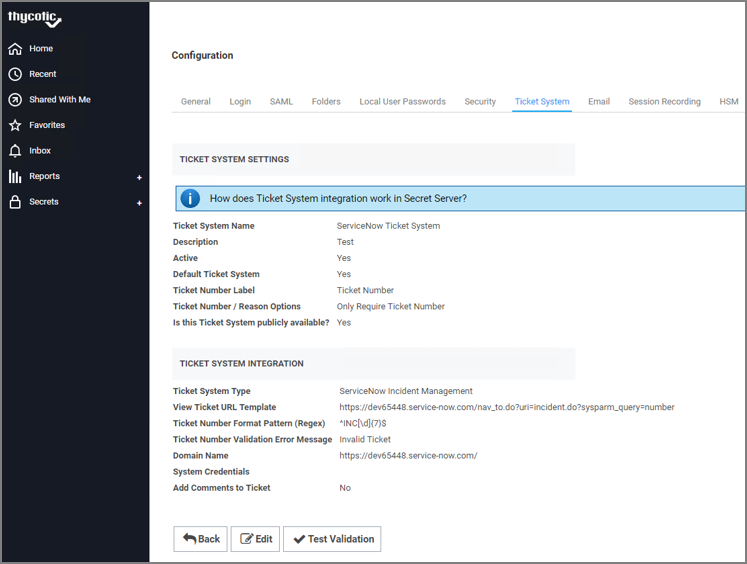 thycotic
Home
Recent
Shared With Me
Favorites
Inbox
Reports +
Secrets +
Configuration
General Login SAML Folders Local User Passwords Security Ticket System Email Session Recording HSM
TICKET SYSTEM SETTINGS
i How does Ticket System integration work in Secret Server?
Ticket System Name ServiceNow Ticket System
Description Test
Active Yes
Default Ticket System Yes
Ticket Number Label Ticket Number
Ticket Number / Reason Options Only Require Ticket Number
Is this Ticket System publicly available? Yes
TICKET SYSTEM INTEGRATION
Ticket System Type ServiceNow Incident Management
View Ticket URL Template https://dev65448.service-now.com/nav_to.do?uri=incident.do?sysparm_query=number
Ticket Number Format Pattern (Regex) ^INC[\d]{7}$
Ticket Number Validation Error Message Invalid Ticket
Domain Name https://dev65448.service-now.com/
System Credentials
Add Comments to Ticket No
Back Edit Test Validation